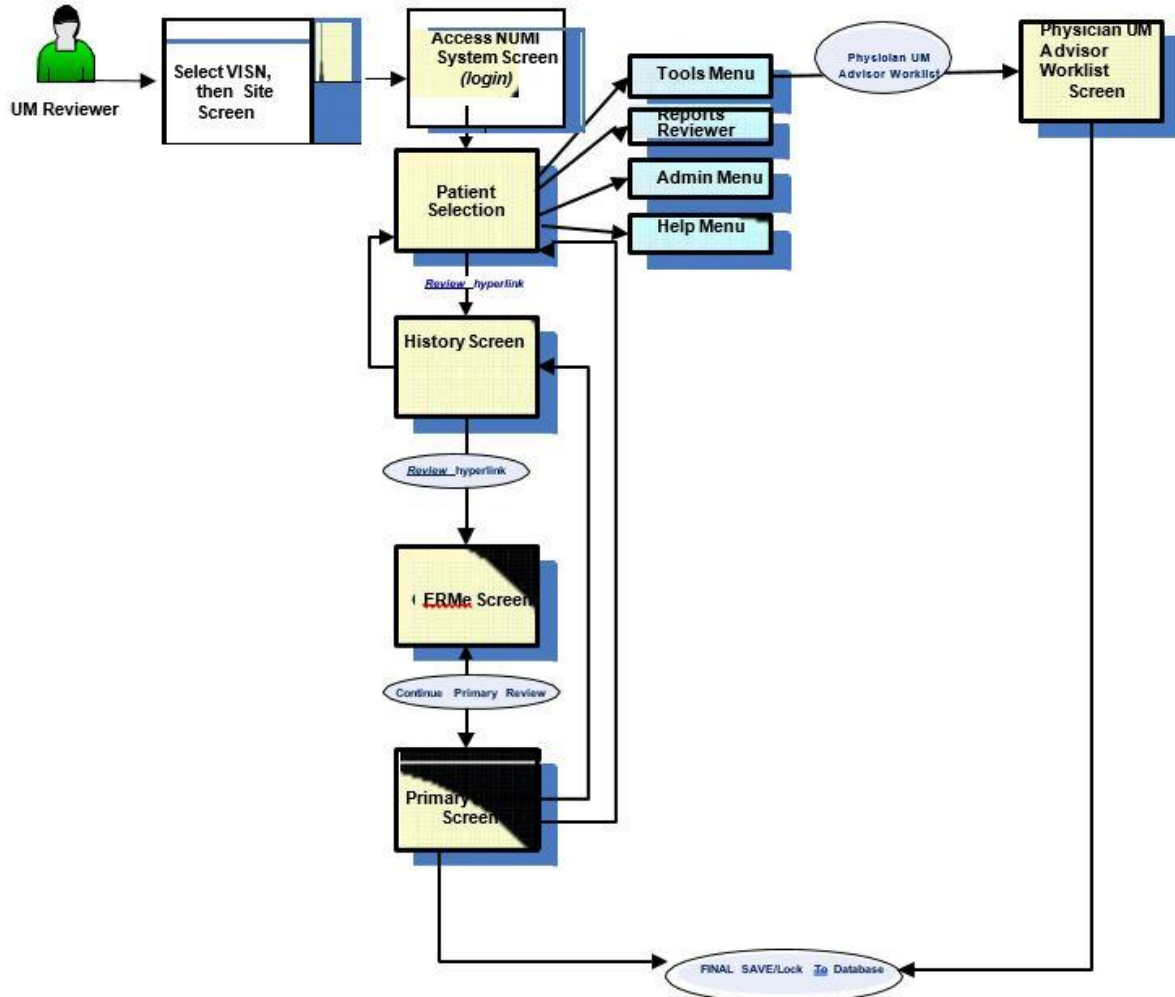 UM Reviewer
Select VISN,
then Site
Screen
Access NUMI
System Screen
(login)
Tools Menu
Reports
Reviewer
Admin Menu
Help Menu
Physioian UM
Advisor Worklist
Physician UM
Advisor
Worklist
Screen
Patient
Selection
Review hyperlink
History Screen
Review hyperlink
ERMe Screen
Continue Primary Review
Primary
Screen
FINAL SAVE/Lock To Database